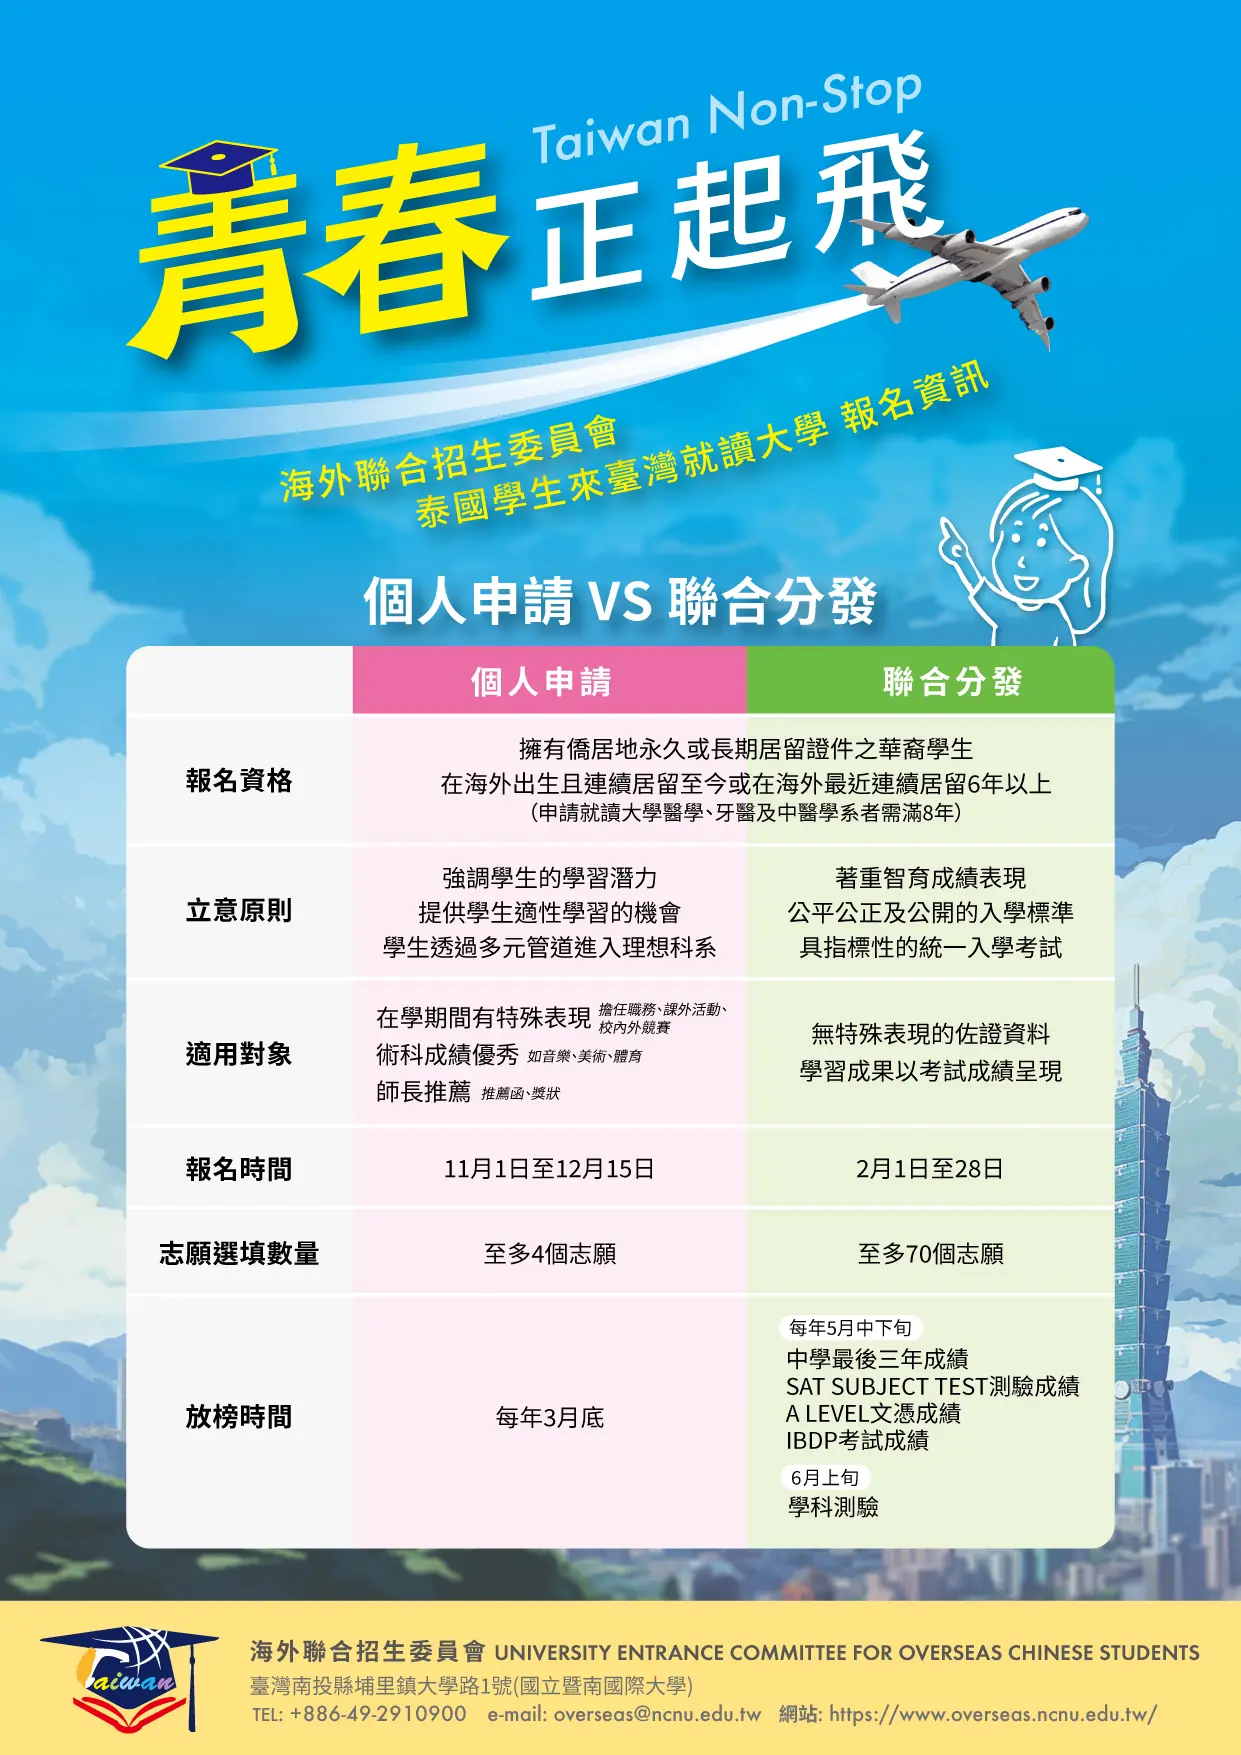 Taiwan Non-Stop
青春正起飛
海外聯合招生委員會
泰國學生來臺灣就讀大學 報名資訊
個人申請 VS 聯合分發
個人申請
聯合分發
報名資格
擁有僑居地永久或長期居留證件之華裔學生
在海外出生且連續居留至今或在海外最近連續居留6年以上
(申請就讀大學醫學、牙醫及中醫學系者需滿8年)
立意原則
強調學生的學習潛力
提供學生適性學習的機會
學生透過多元管道進入理想科系
著重智育成績表現
公平公正及公開的入學標準
具指標性的統一入學考試
適用對象
在學期間有特殊表現 擔任職務、課外活動、
校內外競賽
術科成績優秀 如音樂、美術、體育
師長推薦 推薦函、獎狀
無特殊表現的佐證資料
學習成果以考試成績呈現
報名時間
11月1日至12月15日
2月1日至28日
志願選填數量
至多4個志願
至多70個志願
放榜時間
每年3月底
每年5月中下旬
中學最後三年成績
SAT SUBJECT TEST測驗成績
A LEVEL文憑成績
IBDP考試成績
6月上旬
學科測驗
Taiwan
海外聯合招生委員會 UNIVERSITY ENTRANCE COMMITTEE FOR OVERSEAS CHINESE STUDENTS
臺灣南投縣埔里鎮大學路1號(國立暨南國際大學)
TEL: +886-49-2910900 e-mail: overseas@ncnu.edu.tw 網站: https://www.overseas.ncnu.edu.tw/